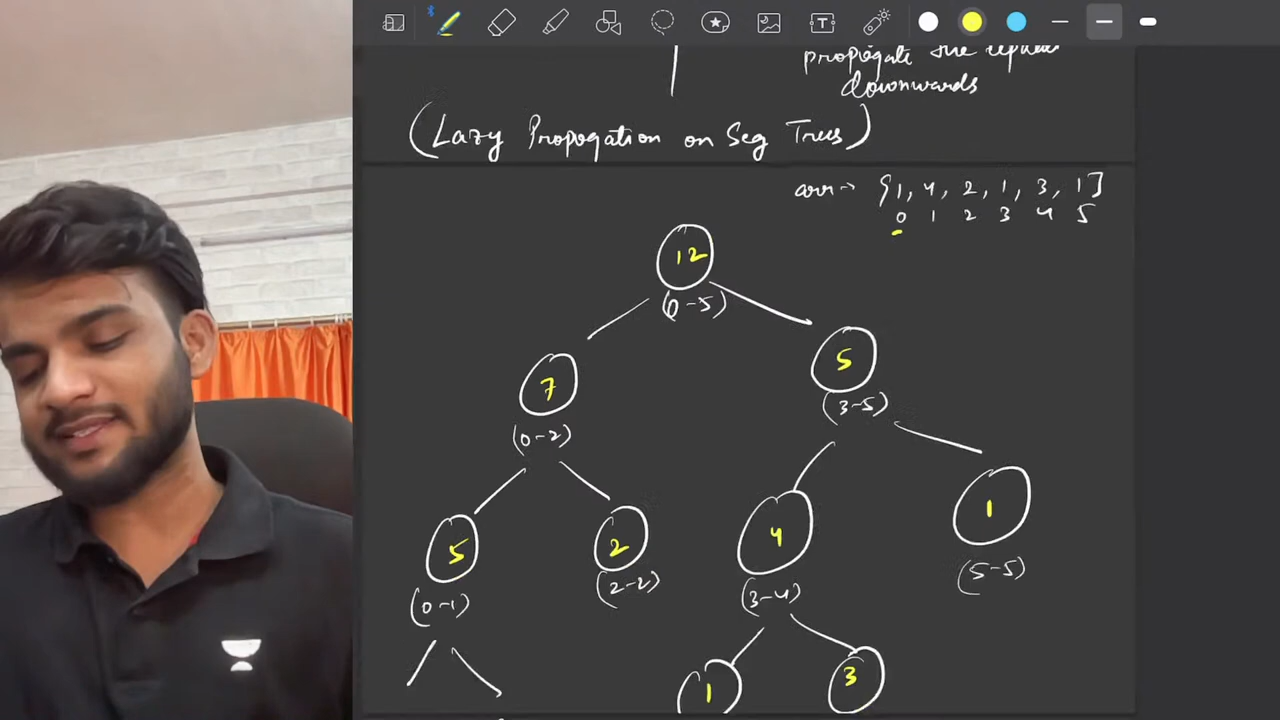 propogate the
downwards
(Lazy Propogation on Seg Trees)
arr → {1, 4, 2, 1, 3, 1}
0 1 2 3 4 5
12
(0-5)
7
5
(0-2)
(3-5)
5
2
4
1
(0-1)
(2-2)
(3-4)
(5-5)
1
3
T